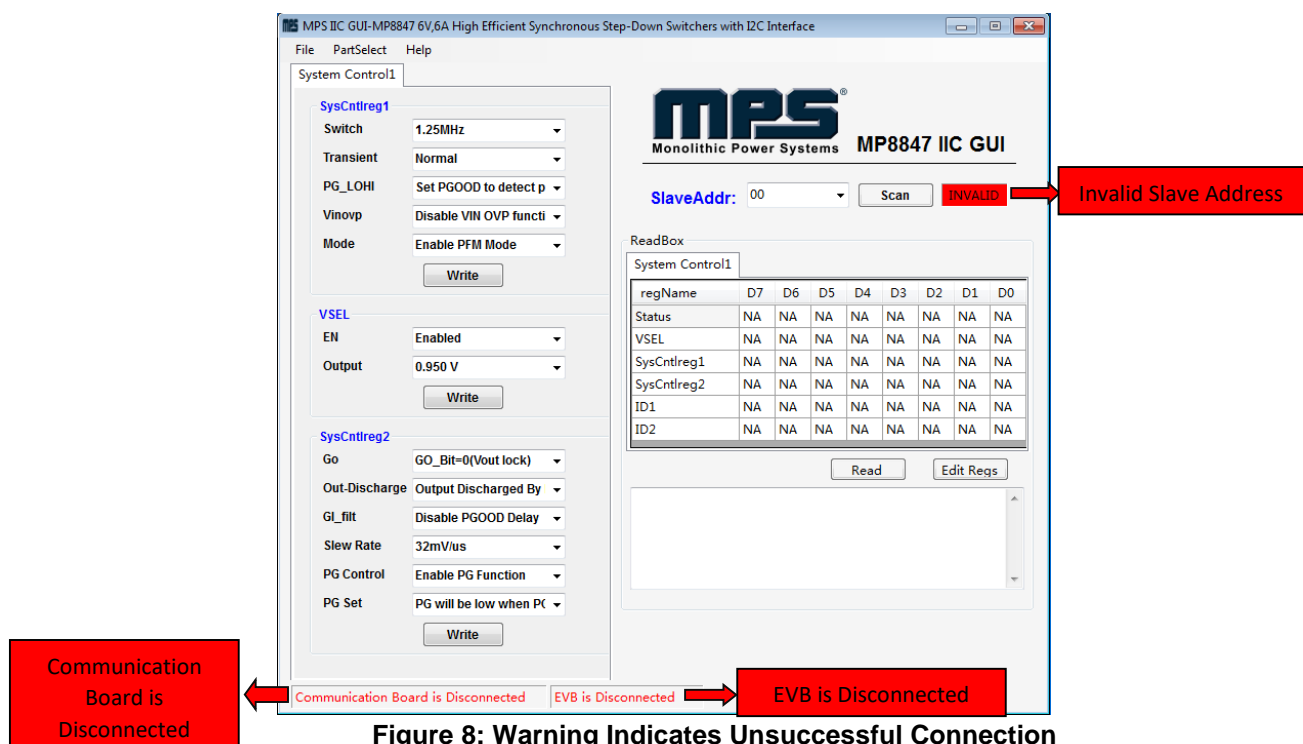 MPS IIC GUI-MP8847 6V,6A High Efficient Synchronous Step-Down Switchers with I2C Interface
File PartSelect Help
System Control1
SysCntlreg1
Switch 1.25MHz
Transient Normal
PG_LOHI Set PGOOD to detect p
Vinovp Disable VIN OVP functi
Mode Enable PFM Mode
Write
VSEL
EN Enabled
Output 0.950 V
Write
SysCntlreg2
Go GO_Bit=0(Vout lock)
Out-Discharge Output Discharged By
GI_filt Disable PGOOD Delay
Slew Rate 32mV/us
PG Control Enable PG Function
PG Set PG will be low when P(
Write
mps ®
Monolithic Power Systems MP8847 IIC GUI
SlaveAddr: 00 Scan INVALID
Invalid Slave Address
ReadBox
System Control1
regName D7 D6 D5 D4 D3 D2 D1 D0
Status NA NA NA NA NA NA NA NA
VSEL NA NA NA NA NA NA NA NA
SysCntlreg1 NA NA NA NA NA NA NA NA
SysCntlreg2 NA NA NA NA NA NA NA NA
ID1 NA NA NA NA NA NA NA NA
ID2 NA NA NA NA NA NA NA NA
Read Edit Regs
Communication Board is Disconnected EVB is Disconnected
Communication
Board is
Disconnected
EVB is Disconnected
Figure 8: Warning Indicates Unsuccessful Connection